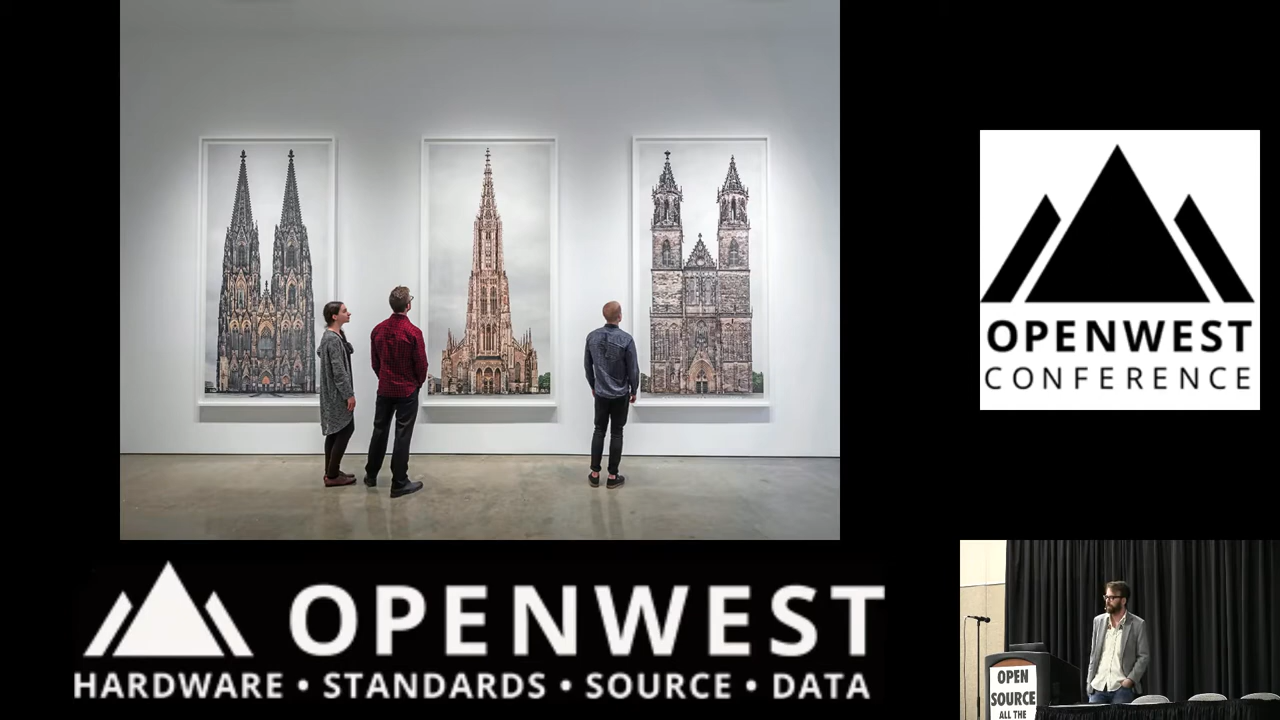 OPENWEST
CONFERENCE
OPENWEST
HARDWARE • STANDARDS • SOURCE • DATA
OPEN
SOURCE
ALL THE